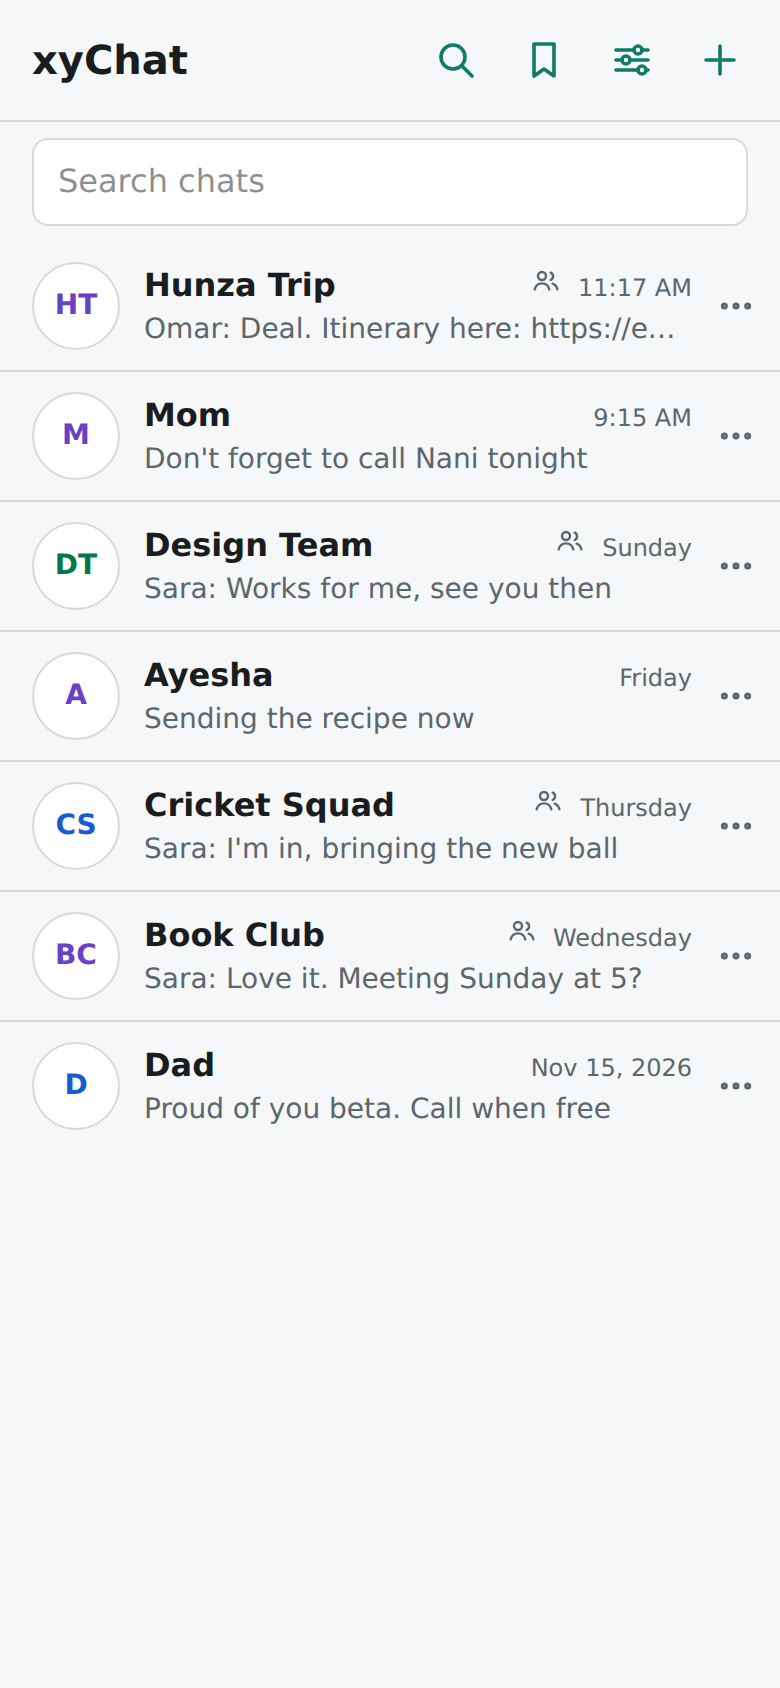 xyChat
Search chats
HT
Hunza Trip
11:17 AM
Omar: Deal. Itinerary here: https://e…
M
Mom
9:15 AM
Don't forget to call Nani tonight
DT
Design Team
Sunday
Sara: Works for me, see you then
A
Ayesha
Friday
Sending the recipe now
CS
Cricket Squad
Thursday
Sara: I'm in, bringing the new ball
BC
Book Club
Wednesday
Sara: Love it. Meeting Sunday at 5?
D
Dad
Nov 15, 2026
Proud of you beta. Call when free